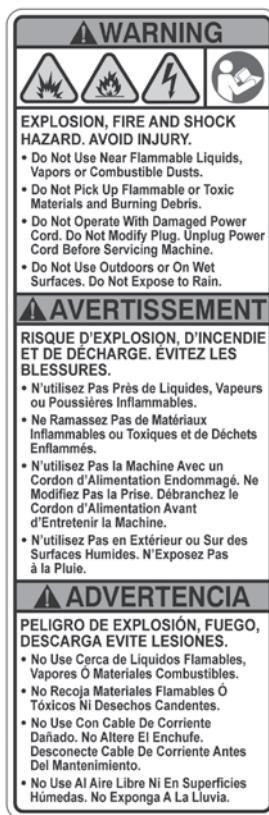 WARNING
EXPLOSION, FIRE AND SHOCK
HAZARD. AVOID INJURY.
• Do Not Use Near Flammable Liquids,
Vapors or Combustible Dusts.
• Do Not Pick Up Flammable or Toxic
Materials and Burning Debris.
• Do Not Operate With Damaged Power
Cord. Do Not Modify Plug. Unplug Power
Cord Before Servicing Machine.
• Do Not Use Outdoors or On Wet
Surfaces. Do Not Expose to Rain.
AVERTISSEMENT
RISQUE D’EXPLOSION, D’INCENDIE
ET DE DÉCHARGE. ÉVITEZ LES
BLESSURES.
• N’utilisez Pas Près de Liquides, Vapeurs
ou Poussières Inflammables.
• Ne Ramassez Pas de Matériaux
Inflammables ou Toxiques et de Déchets
Enflammés.
• N’utilisez Pas la Machine Avec un
Cordon d’Alimentation Endommagé. Ne
Modifiez Pas la Prise. Débranchez le
Cordon d’Alimentation Avant
d’Entretenir la Machine.
• N’utilisez Pas en Extérieur ou Sur des
Surfaces Humides. N’Exposez Pas
à la Pluie.
ADVERTENCIA
PELIGRO DE EXPLOSIÓN, FUEGO,
DESCARGA EVITE LESIONES.
• No Use Cerca de Liquidos Flamables,
Vapores Ó Materiales Combustibles.
• No Recoja Materiales Flamables Ó
Tóxicos Ni Desechos Candentes.
• No Use Con Cable De Corriente
Dañado. No Altere El Enchufe.
Desconecte Cable De Corriente Antes
Del Mantenimiento.
• No Use Al Aire Libre Ni En Superficies
Húmedas. No Exponga A La Lluvia.